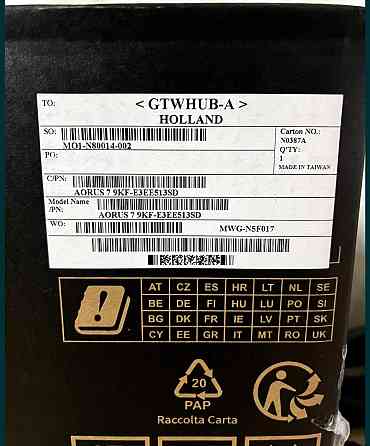 TO: < GTWHUB-A >
HOLLAND
SO:
MO1-N80014-002
Carton NO.:
N0387A
PO:
Q'TY:
1
MADE IN TAIWAN
C/PN:
AORUS 7 9KF-E3EE513SD
Model Name
/PN:
AORUS 7 9KF-E3EE513SD
WO:
MWG-N5F017
AT CZ ES HR LT NL SE
BE DE FI HU LU PO SI
BG DK FR IE LV PT SK
CY EE GR IT MT RO UK
20
PAP
Raccolta Carta